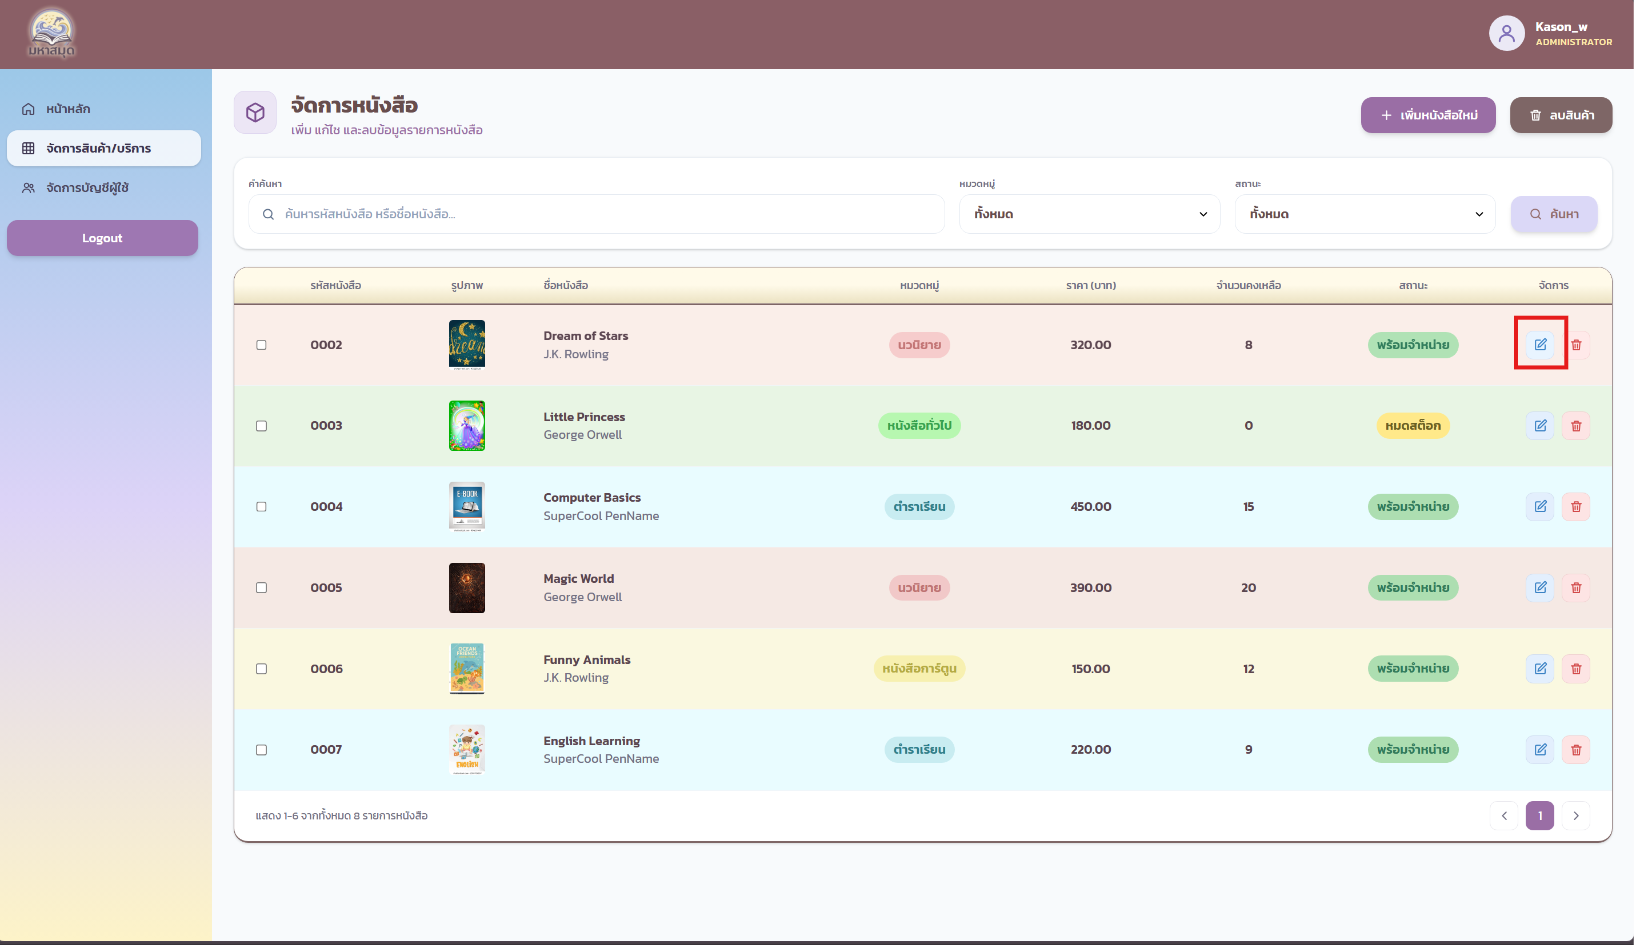 มหาสมุด
Kason_w
ADMINISTRATOR
หน้าหลัก
จัดการสินค้า/บริการ
จัดการบัญชีผู้ใช้
Logout
จัดการหนังสือ
เพิ่ม แก้ไข และลบข้อมูลรายการหนังสือ
เพิ่มหนังสือใหม่
ลบสินค้า
คำค้นหา
หมวดหมู่
สถานะ
ค้นหารหัสหนังสือ หรือชื่อหนังสือ...
ทั้งหมด
ทั้งหมด
ค้นหา
รหัสหนังสือ รูปภาพ ชื่อหนังสือ หมวดหมู่ ราคา (บาท) จำนวนคงเหลือ สถานะ จัดการ
0002 dream Dream of Stars นวนิยาย 320.00 8 พร้อมจำหน่าย
J.K. Rowling
0003 Little Princess หนังสือทั่วไป 180.00 0 หมดสต็อก
George Orwell
0004 E-BOOK Computer Basics ตำราเรียน 450.00 15 พร้อมจำหน่าย
SuperCool PenName
0005 Magic World นวนิยาย 390.00 20 พร้อมจำหน่าย
George Orwell
0006 OCEAN FRIENDS Funny Animals หนังสือการ์ตูน 150.00 12 พร้อมจำหน่าย
J.K. Rowling
0007 ENGLISH English Learning ตำราเรียน 220.00 9 พร้อมจำหน่าย
SuperCool PenName
แสดง 1-6 จากทั้งหมด 8 รายการหนังสือ
1